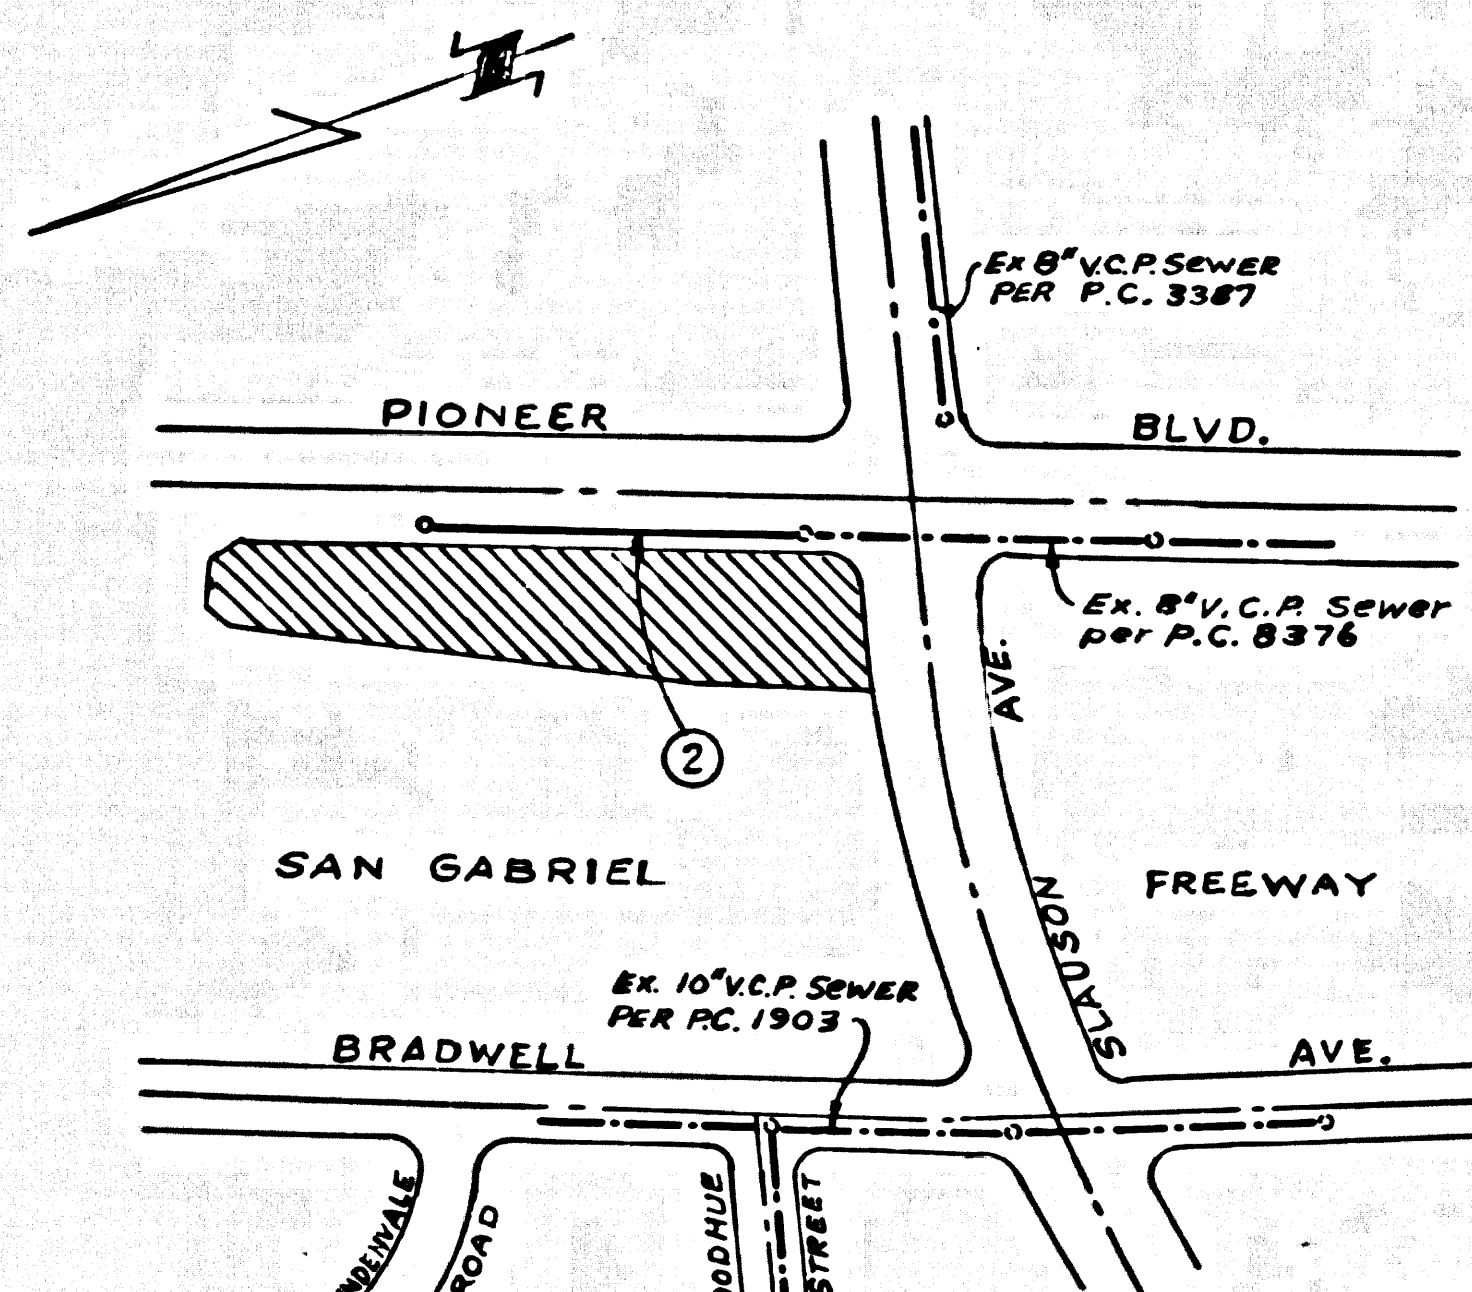 N
Ex 8" V.C.P. SEWER
PER P.C. 3387
PIONEER BLVD.
Ex. 8" V.C.P. Sewer
per P.C. 8376
2
SAN GABRIEL FREEWAY
SLAUSON AVE.
Ex. 10" V.C.P. SEWER
PER P.C. 1903
BRADWELL AVE.
ROAD
STREET